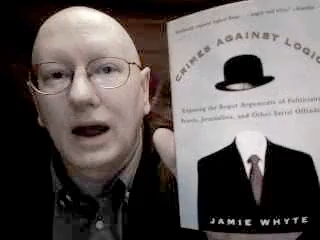 CRIMES AGAINST LOGIC
Exposing the Bogus Arguments of Politicians,
Priests, Journalists, and Other Serial Offenders
JAMIE WHYTE